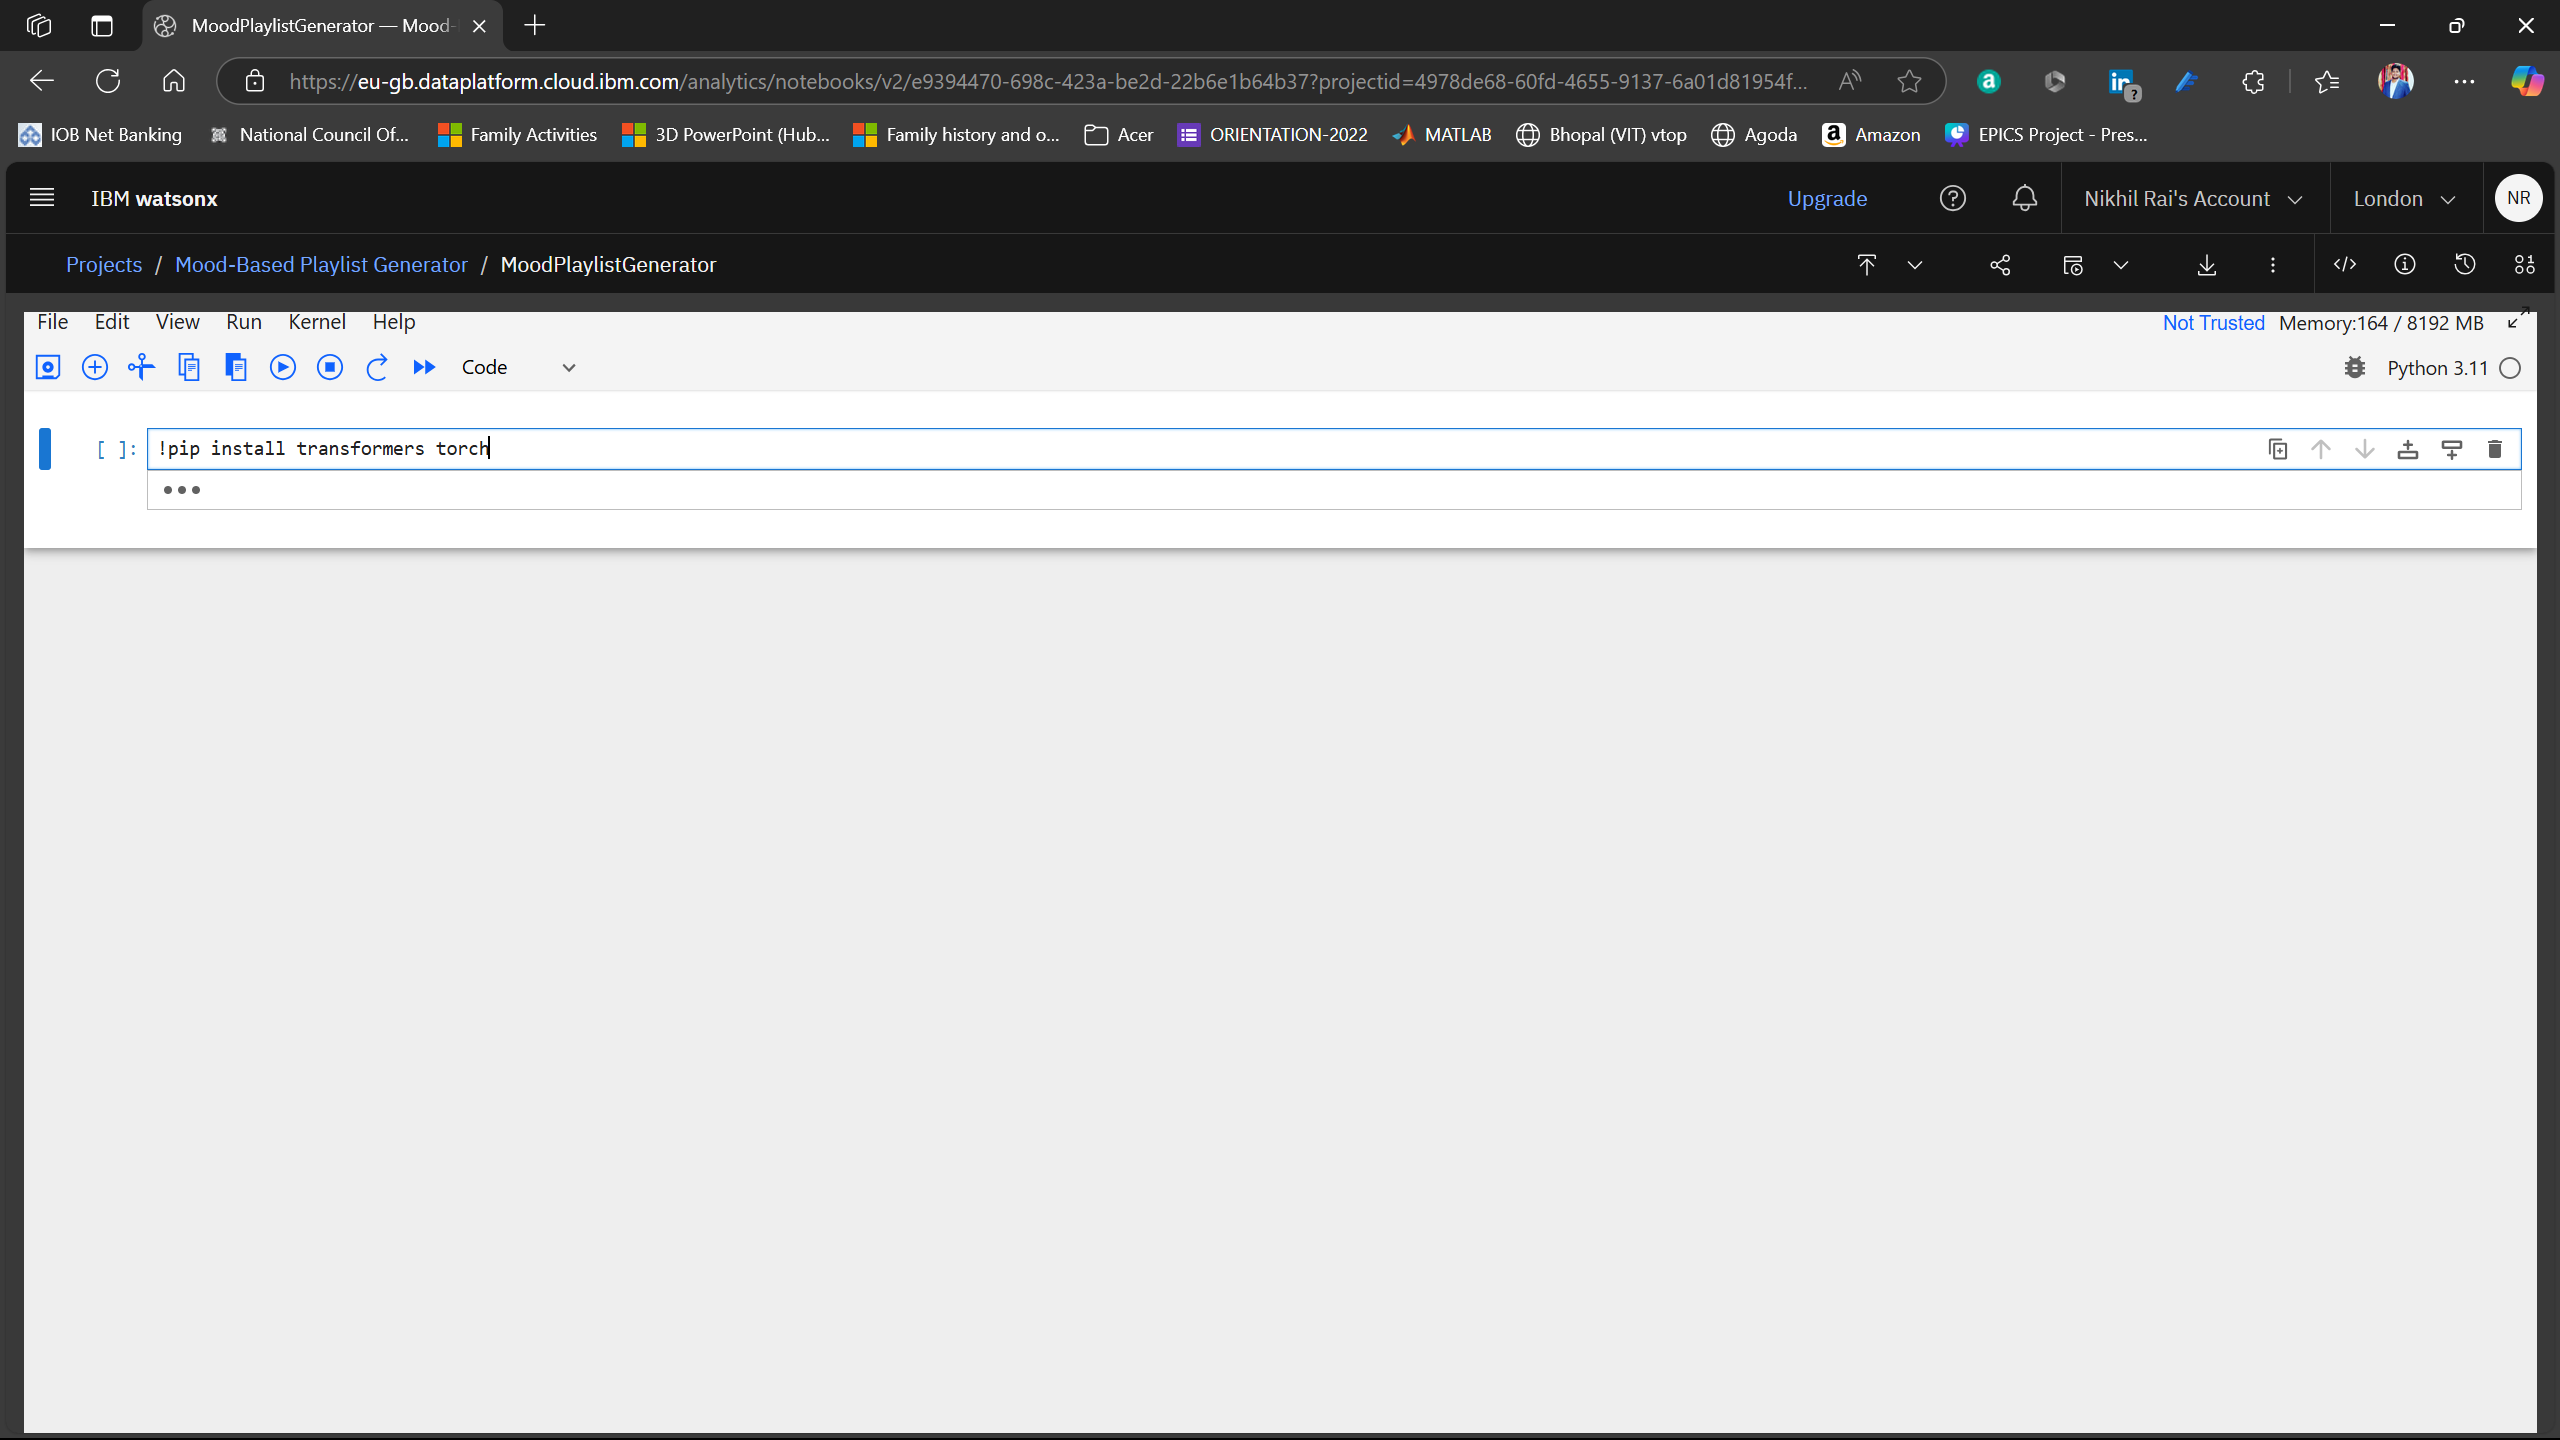 MoodPlaylistGenerator — Mood-
https://eu-gb.dataplatform.cloud.ibm.com/analytics/notebooks/v2/e9394470-698c-423a-be2d-22b6e1b64b37?projectid=4978de68-60fd-4655-9137-6a01d81954f...
IOB Net Banking National Council Of... Family Activities 3D PowerPoint (Hub... Family history and o... Acer ORIENTATION-2022 MATLAB Bhopal (VIT) vtop Agoda Amazon EPICS Project - Pres...
IBM watsonx Upgrade Nikhil Rai's Account London NR
Projects / Mood-Based Playlist Generator / MoodPlaylistGenerator
File Edit View Run Kernel Help Not Trusted Memory:164 / 8192 MB
Code Python 3.11
[ ]: !pip install transformers torch